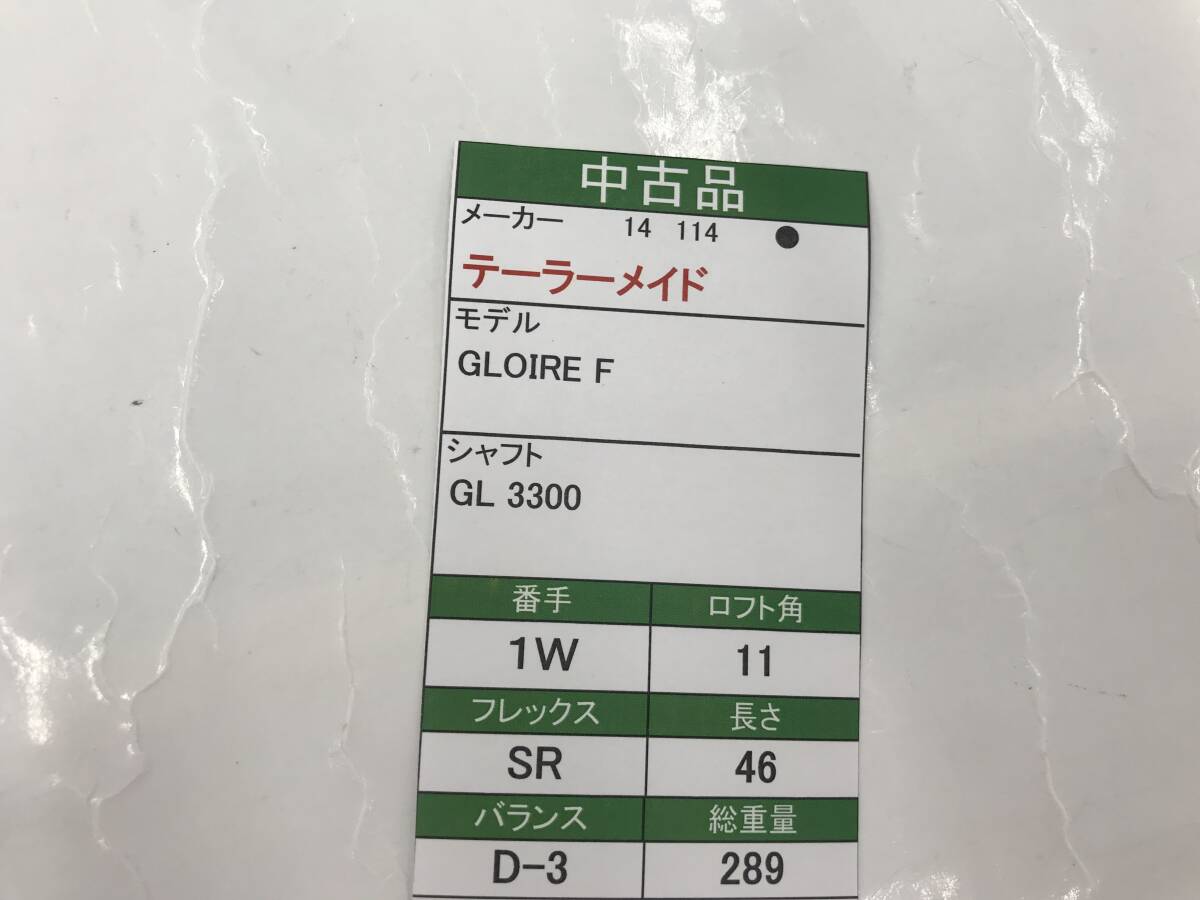 中古品
メーカー 14 114 ●
テーラーメイド
モデル
GLOIRE F
シャフト
GL 3300
番手 ロフト角
1W 11
フレックス 長さ
SR 46
バランス 総重量
D-3 289